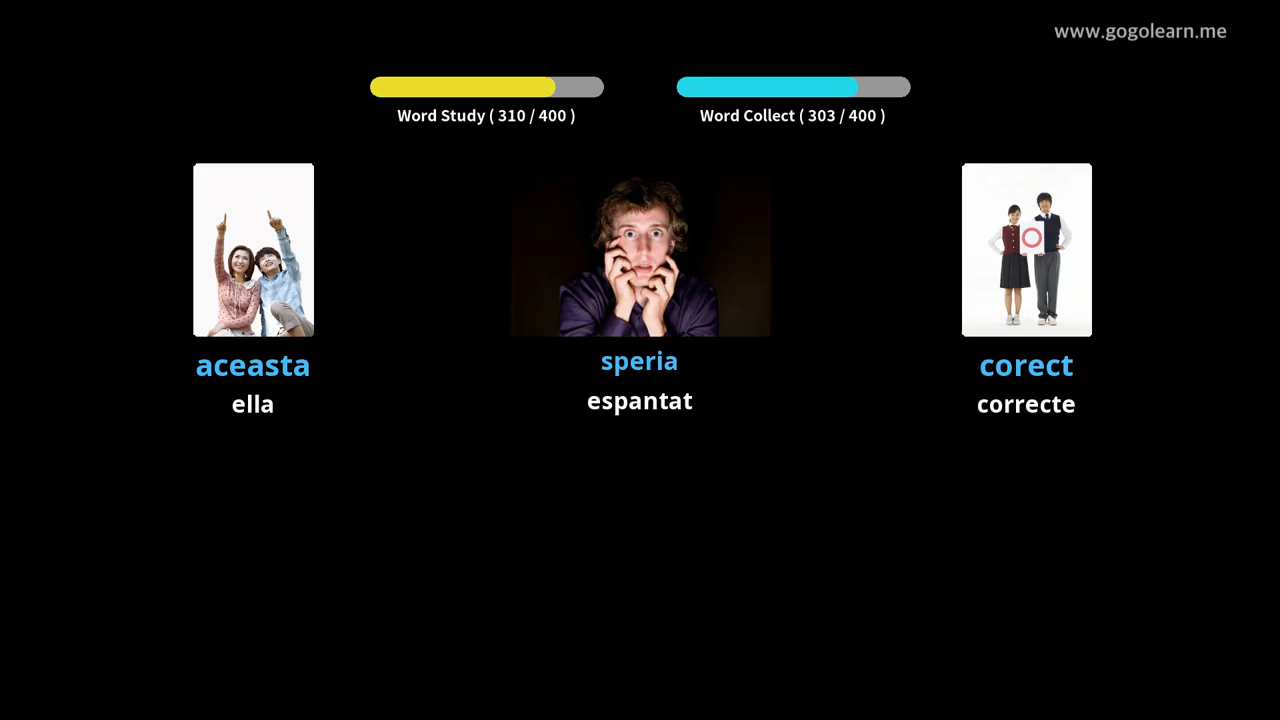 www.gogolearn.me
Word Study ( 310 / 400 )
Word Collect ( 303 / 400 )
aceasta
ella
speria
espantat
corect
correcte